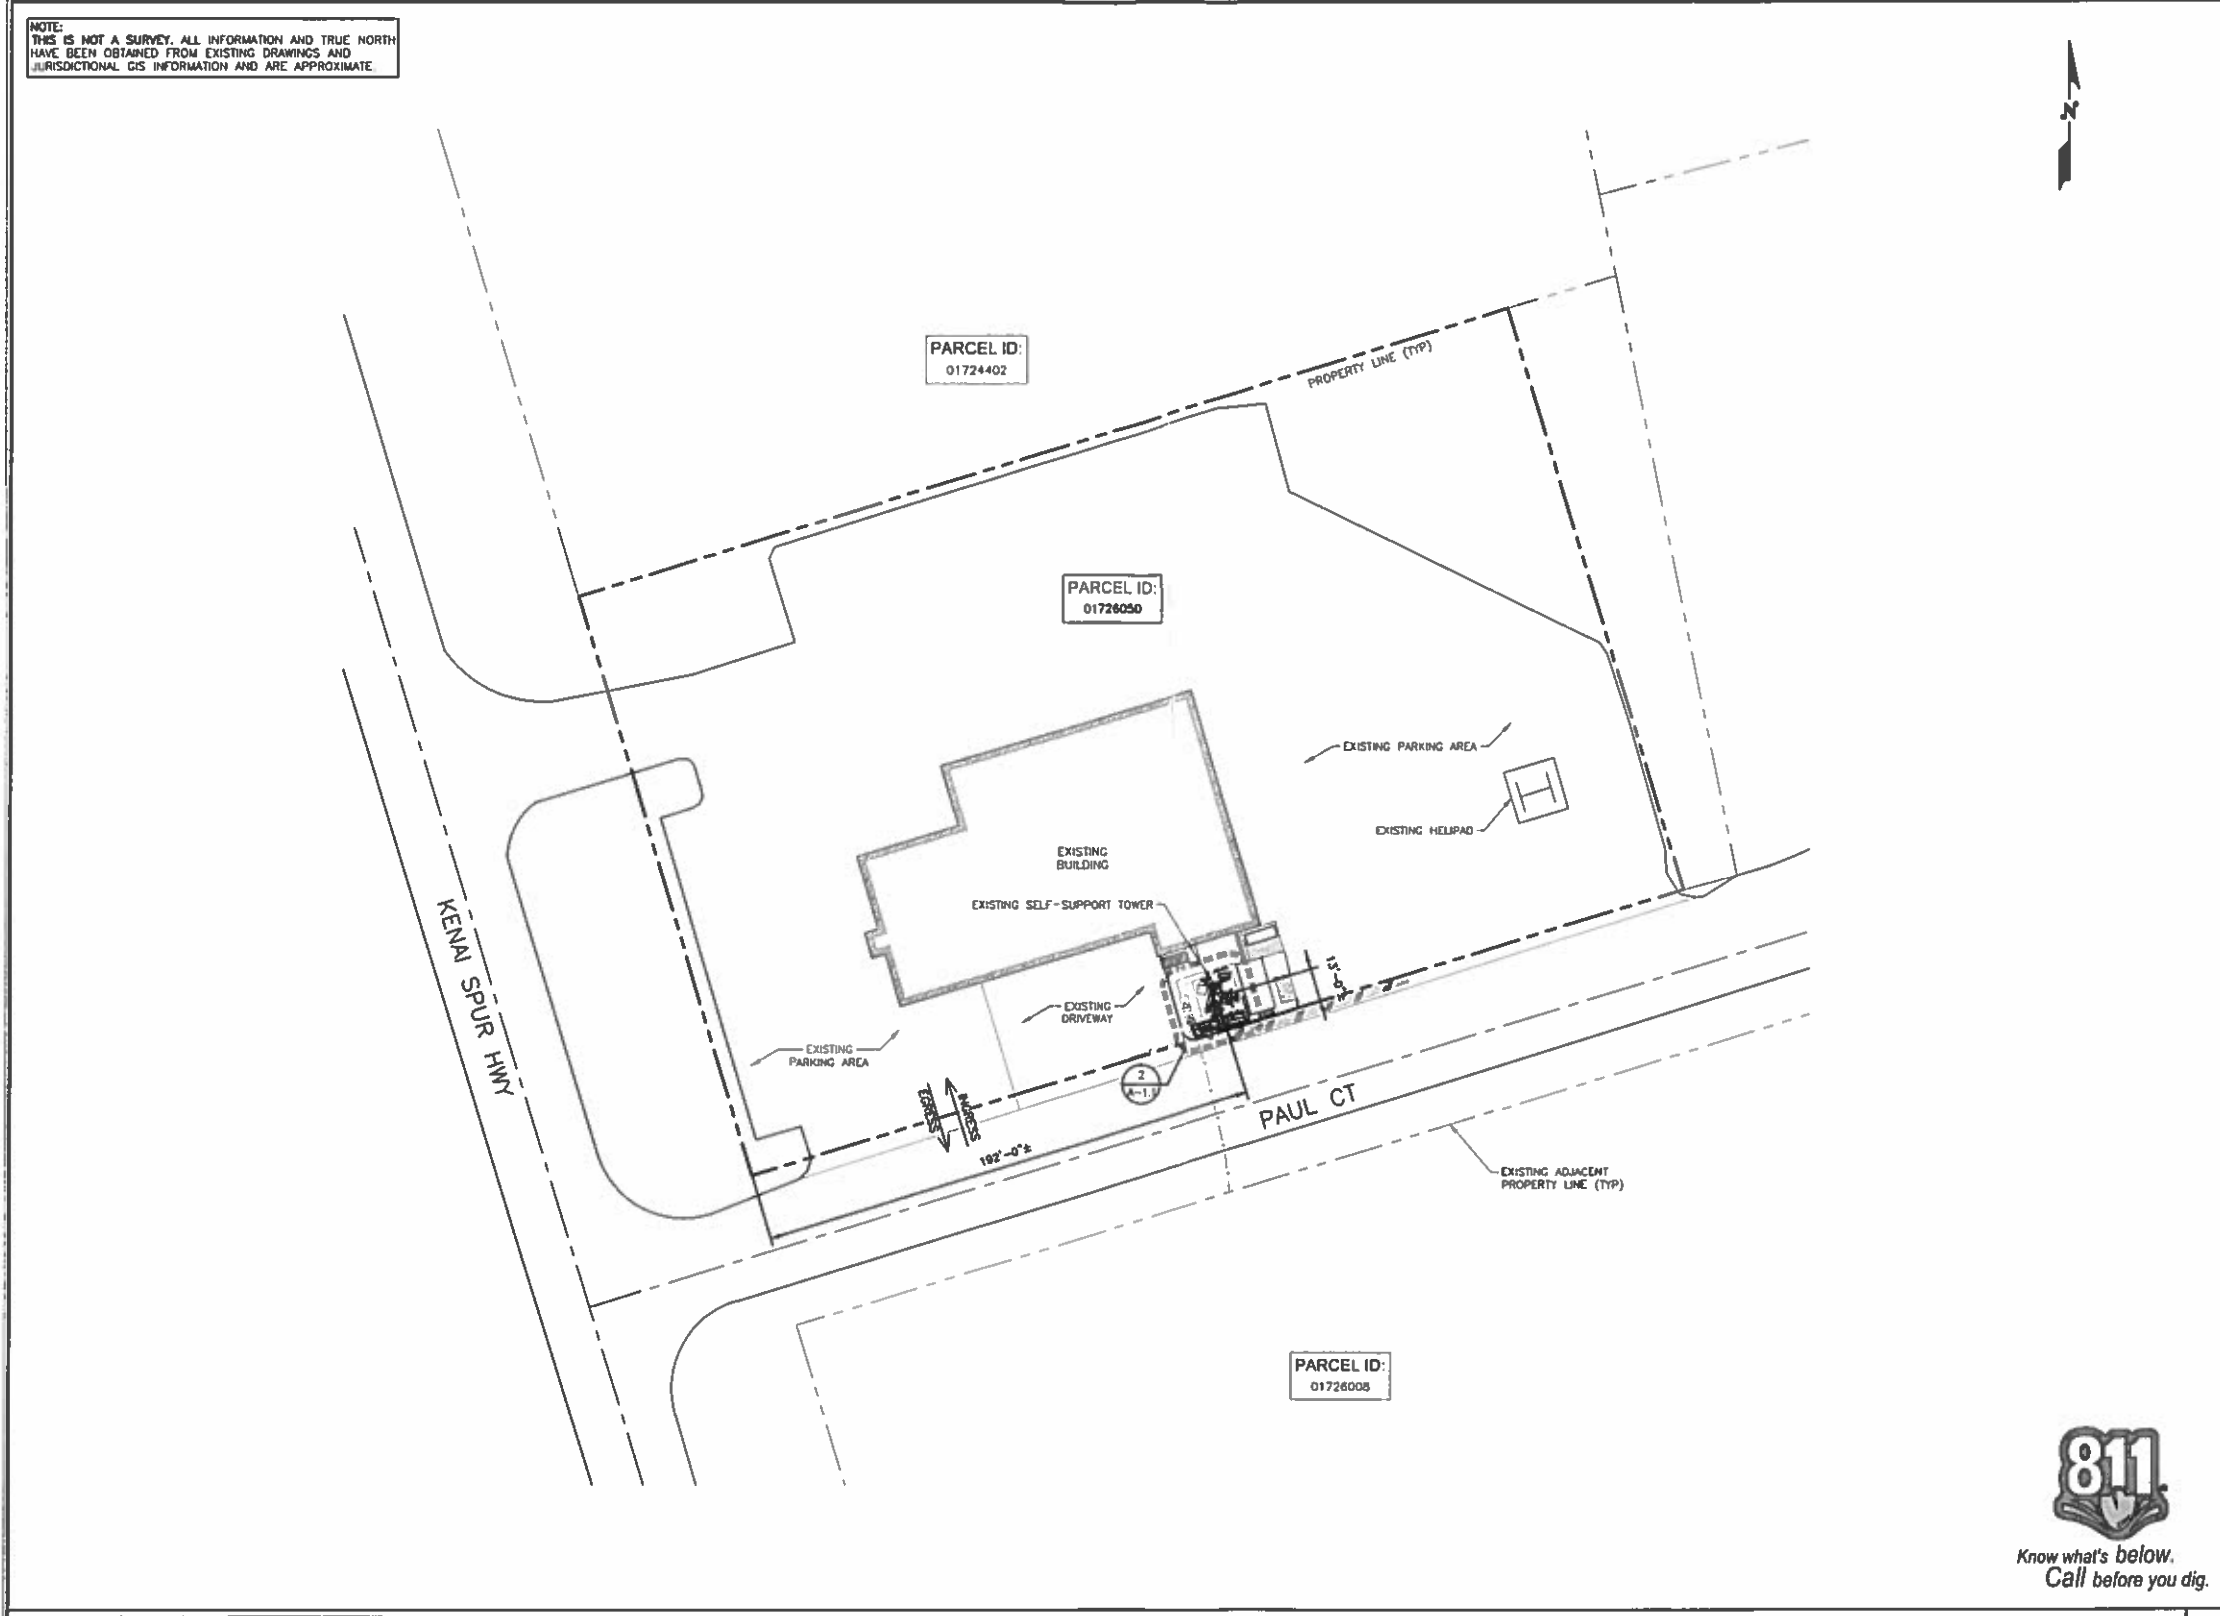 NOTE:
THIS IS NOT A SURVEY. ALL INFORMATION AND TRUE NORTH
HAVE BEEN OBTAINED FROM EXISTING DRAWINGS AND
JURISDICTIONAL GIS INFORMATION AND ARE APPROXIMATE
N
PARCEL ID:
01724402
PROPERTY LINE (TYP)
PARCEL ID:
01726050
EXISTING PARKING AREA
EXISTING HELIPAD
H
EXISTING
BUILDING
EXISTING SELF-SUPPORT TOWER
KENAI SPUR HWY
EXISTING
DRIVEWAY
EXISTING
PARKING AREA
EGRESS
INGRESS
2
A-1.1
192'-0"±
PAUL CT
EXISTING ADJACENT
PROPERTY LINE (TYP)
PARCEL ID:
01726008
811
Know what's below.
Call before you dig.